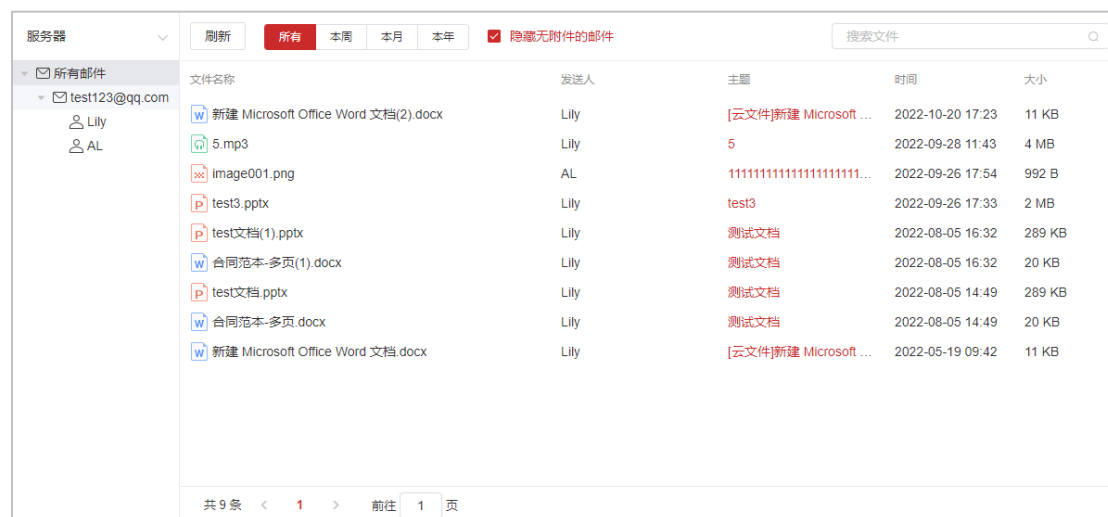 服务器
刷新 所有 本周 本月 本年 隐藏无附件的邮件 搜索文件
所有邮件
test123@qq.com
Lily
AL
文件名称 发送人 主题 时间 大小
新建 Microsoft Office Word 文档(2).docx Lily [云文件]新建 Microsoft ... 2022-10-20 17:23 11 KB
5.mp3 Lily 5 2022-09-28 11:43 4 MB
image001.png AL 11111111111111111111... 2022-09-26 17:54 992 B
test3.pptx Lily test3 2022-09-26 17:33 2 MB
test文档(1).pptx Lily 测试文档 2022-08-05 16:32 289 KB
合同范本-多页(1).docx Lily 测试文档 2022-08-05 16:32 20 KB
test文档.pptx Lily 测试文档 2022-08-05 14:49 289 KB
合同范本-多页.docx Lily 测试文档 2022-08-05 14:49 20 KB
新建 Microsoft Office Word 文档.docx Lily [云文件]新建 Microsoft ... 2022-05-19 09:42 11 KB
共 9 条 < 1 > 前往 1 页